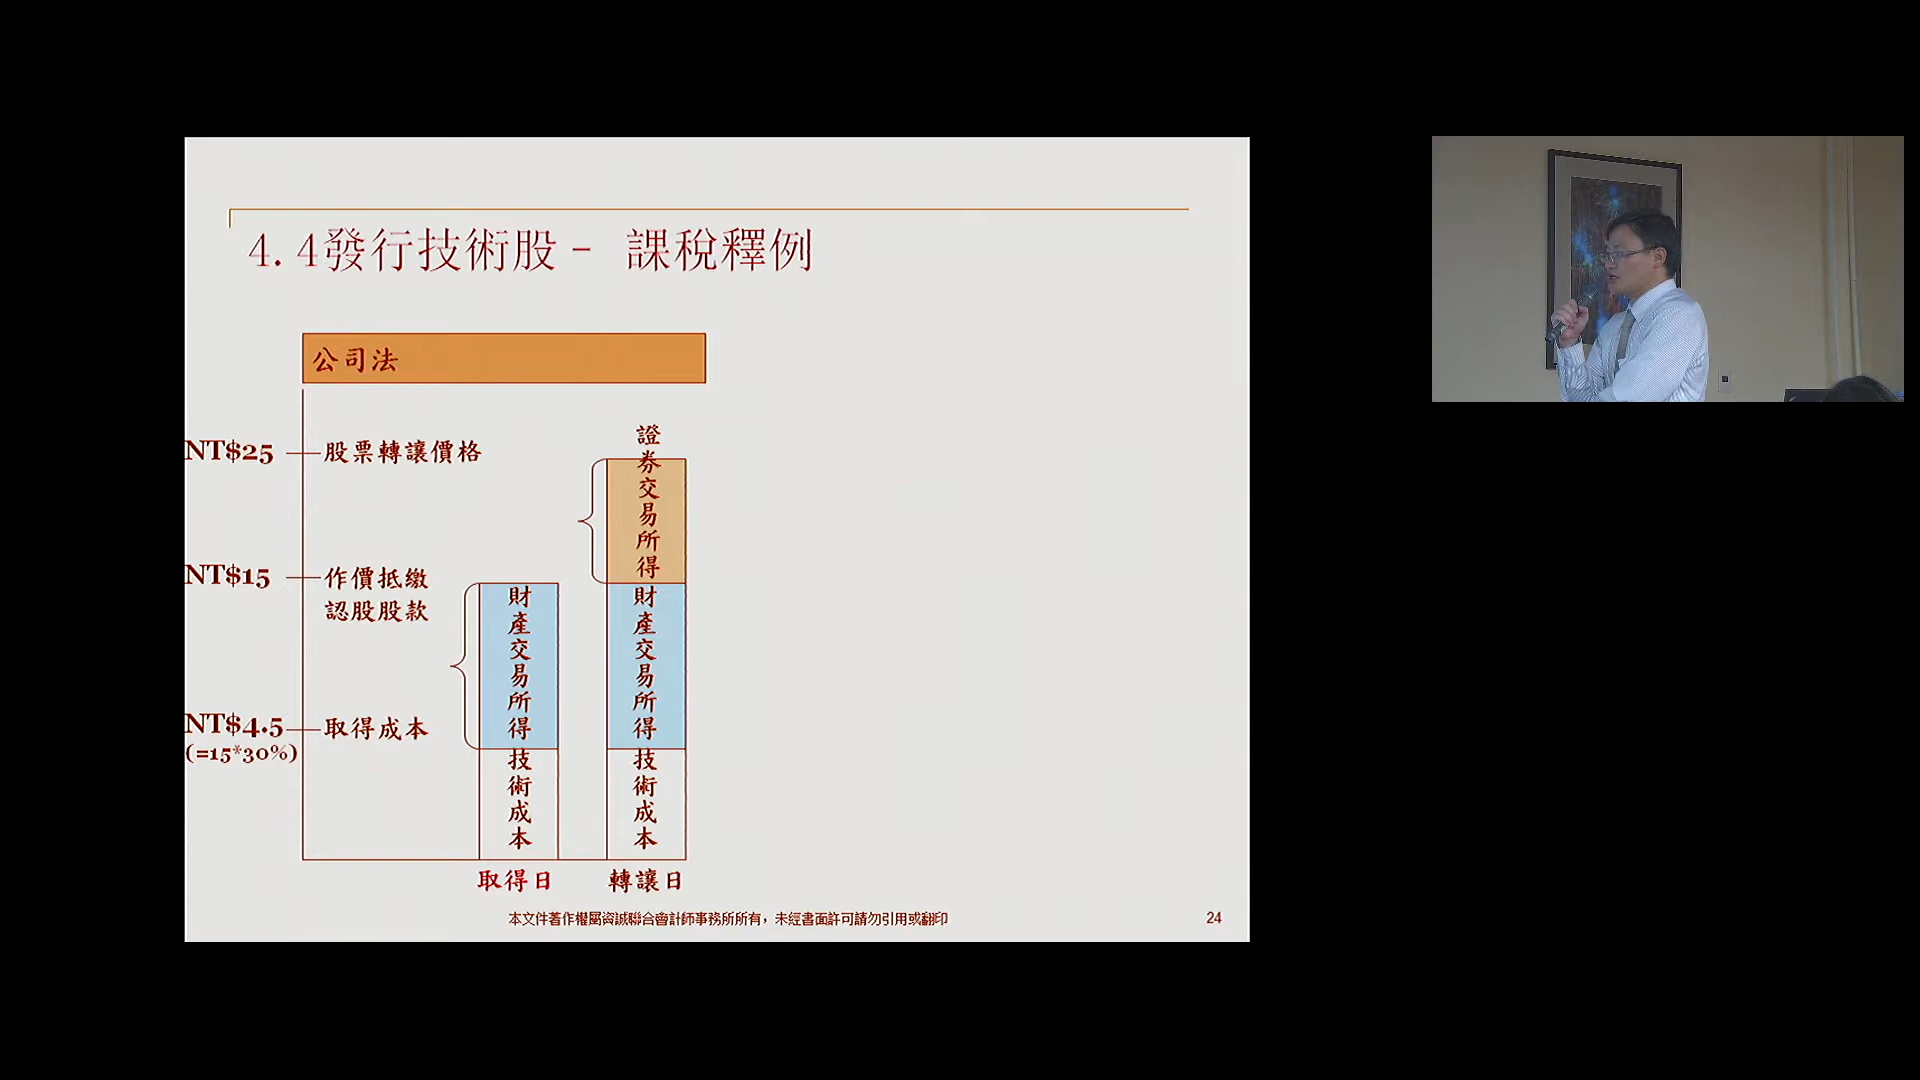 4.4發行技術股- 課稅釋例
公司法
NT$25
股票轉讓價格
NT$15
作價抵繳
認股股款
NT$4.5
(=15*30%)
取得成本
財產交易所得
技術成本
證券交易所得
財產交易所得
技術成本
取得日
轉讓日
本文件著作權屬資誠聯合會計師事務所所有，未經書面許可請勿引用或翻印
24